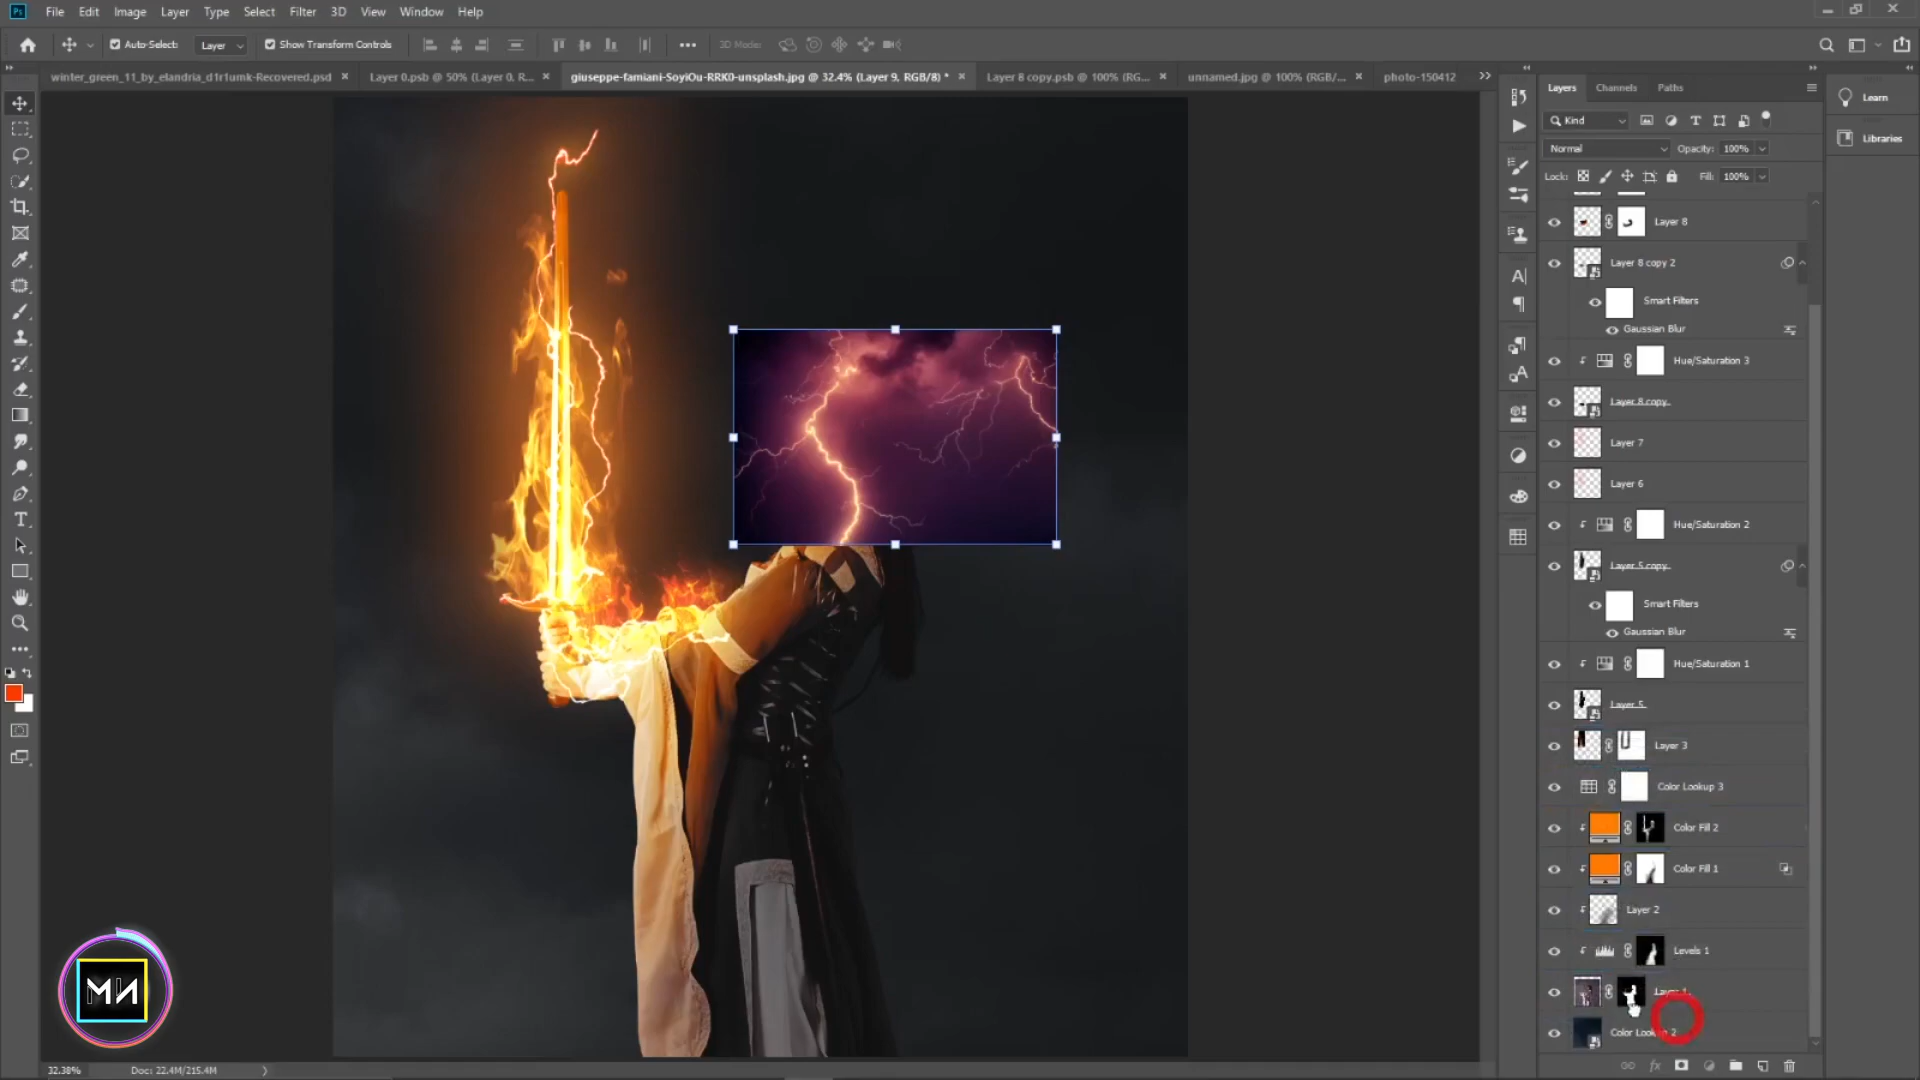 Ps File Edit Image Layer Type Select Filter 3D View Window Help
Auto-Select: Layer Show Transform Controls 3D Mode:
winter_green_11_by_elandria_d1r1umk-Recovered.psd Layer 0.psb @ 50% (Layer 0, R... giuseppe-famiani-SoyiOu-RRK0-unsplash.jpg @ 32.4% (Layer 9, RGB/8) * Layer 8 copy.psb @ 100% (RG... unnamed.jpg @ 100% (RGB/... photo-150412
Layers Channels Paths
Learn
Kind
Libraries
Normal Opacity: 100%
Lock: Fill: 100%
Layer 8
Layer 8 copy 2
Smart Filters
Gaussian Blur
Hue/Saturation 3
Layer 8 copy
Layer 7
Layer 6
Hue/Saturation 2
Layer 5 copy
Smart Filters
Gaussian Blur
Hue/Saturation 1
Layer 5
Layer 3
Color Lookup 3
Color Fill 2
Color Fill 1
Layer 2
Levels 1
Layer 1
Color Lookup 2
32.38% Doc: 22.4M/215.4M